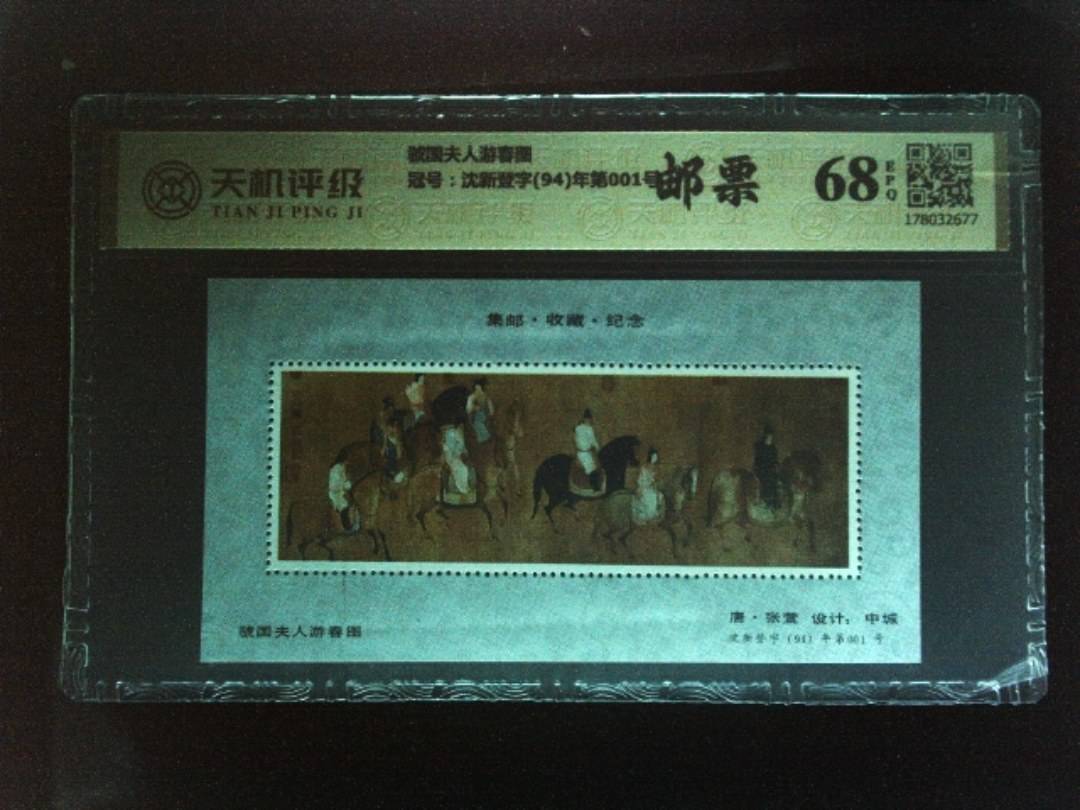 天机评级
TIAN JI PING JI
虢国夫人游春图
冠号：沈新登字(94)年第001号
邮票
68
EPQ
178032677
集邮·收藏·纪念
虢国夫人游春图
唐·张萱 设计：申城
沈新登字（94）年第001号